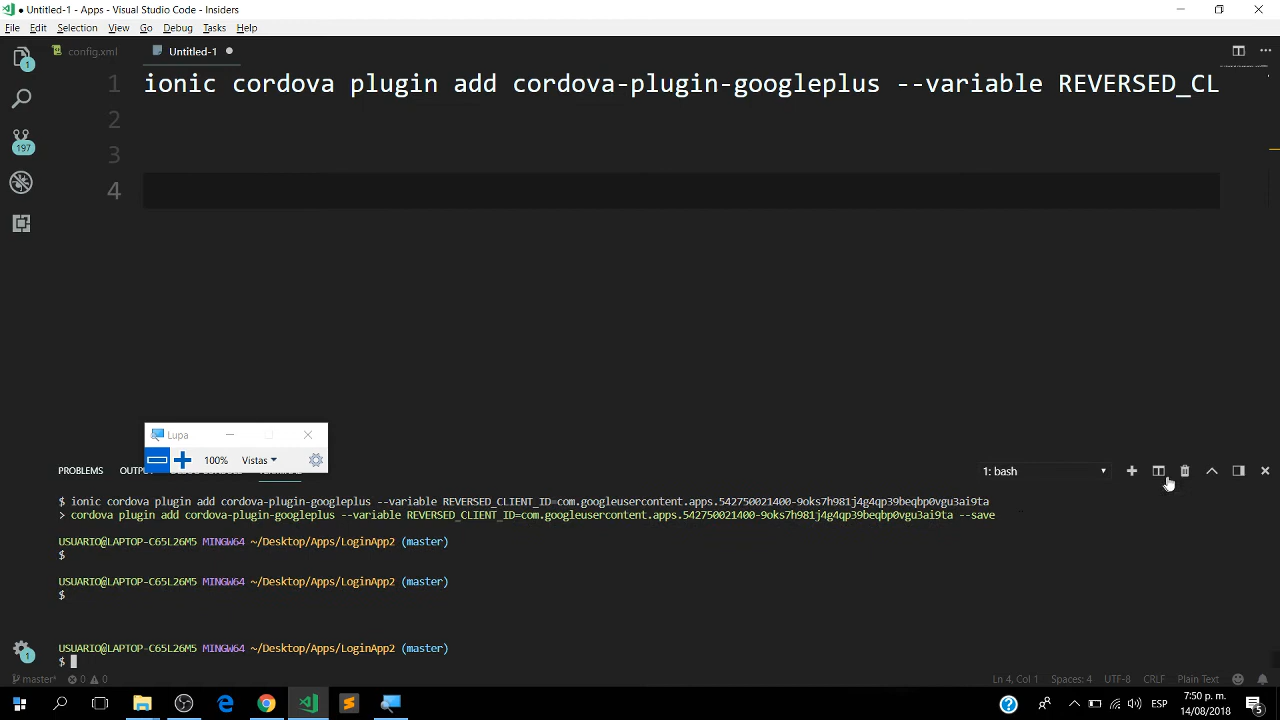 ● Untitled-1 - Apps - Visual Studio Code - Insiders
File Edit Selection View Go Debug Tasks Help
config.xml Untitled-1 ●
1 ionic cordova plugin add cordova-plugin-googleplus --variable REVERSED_CL
2
3
4
1
197
Lupa
100% Vistas
PROBLEMS 1: bash
$ ionic cordova plugin add cordova-plugin-googleplus --variable REVERSED_CLIENT_ID=com.googleusercontent.apps.542750021400-9oks7h981j4g4qp39beqbp0vgu3ai9ta
> cordova plugin add cordova-plugin-googleplus --variable REVERSED_CLIENT_ID=com.googleusercontent.apps.542750021400-9oks7h981j4g4qp39beqbp0vgu3ai9ta --save
USUARIO@LAPTOP-C65L26M5 MINGW64 ~/Desktop/Apps/LoginApp2 (master)
$
USUARIO@LAPTOP-C65L26M5 MINGW64 ~/Desktop/Apps/LoginApp2 (master)
$
USUARIO@LAPTOP-C65L26M5 MINGW64 ~/Desktop/Apps/LoginApp2 (master)
$
1
master* 0 0 Ln 4, Col 1 Spaces: 4 UTF-8 CRLF Plain Text
ESP 7:50 p. m.
14/08/2018 5